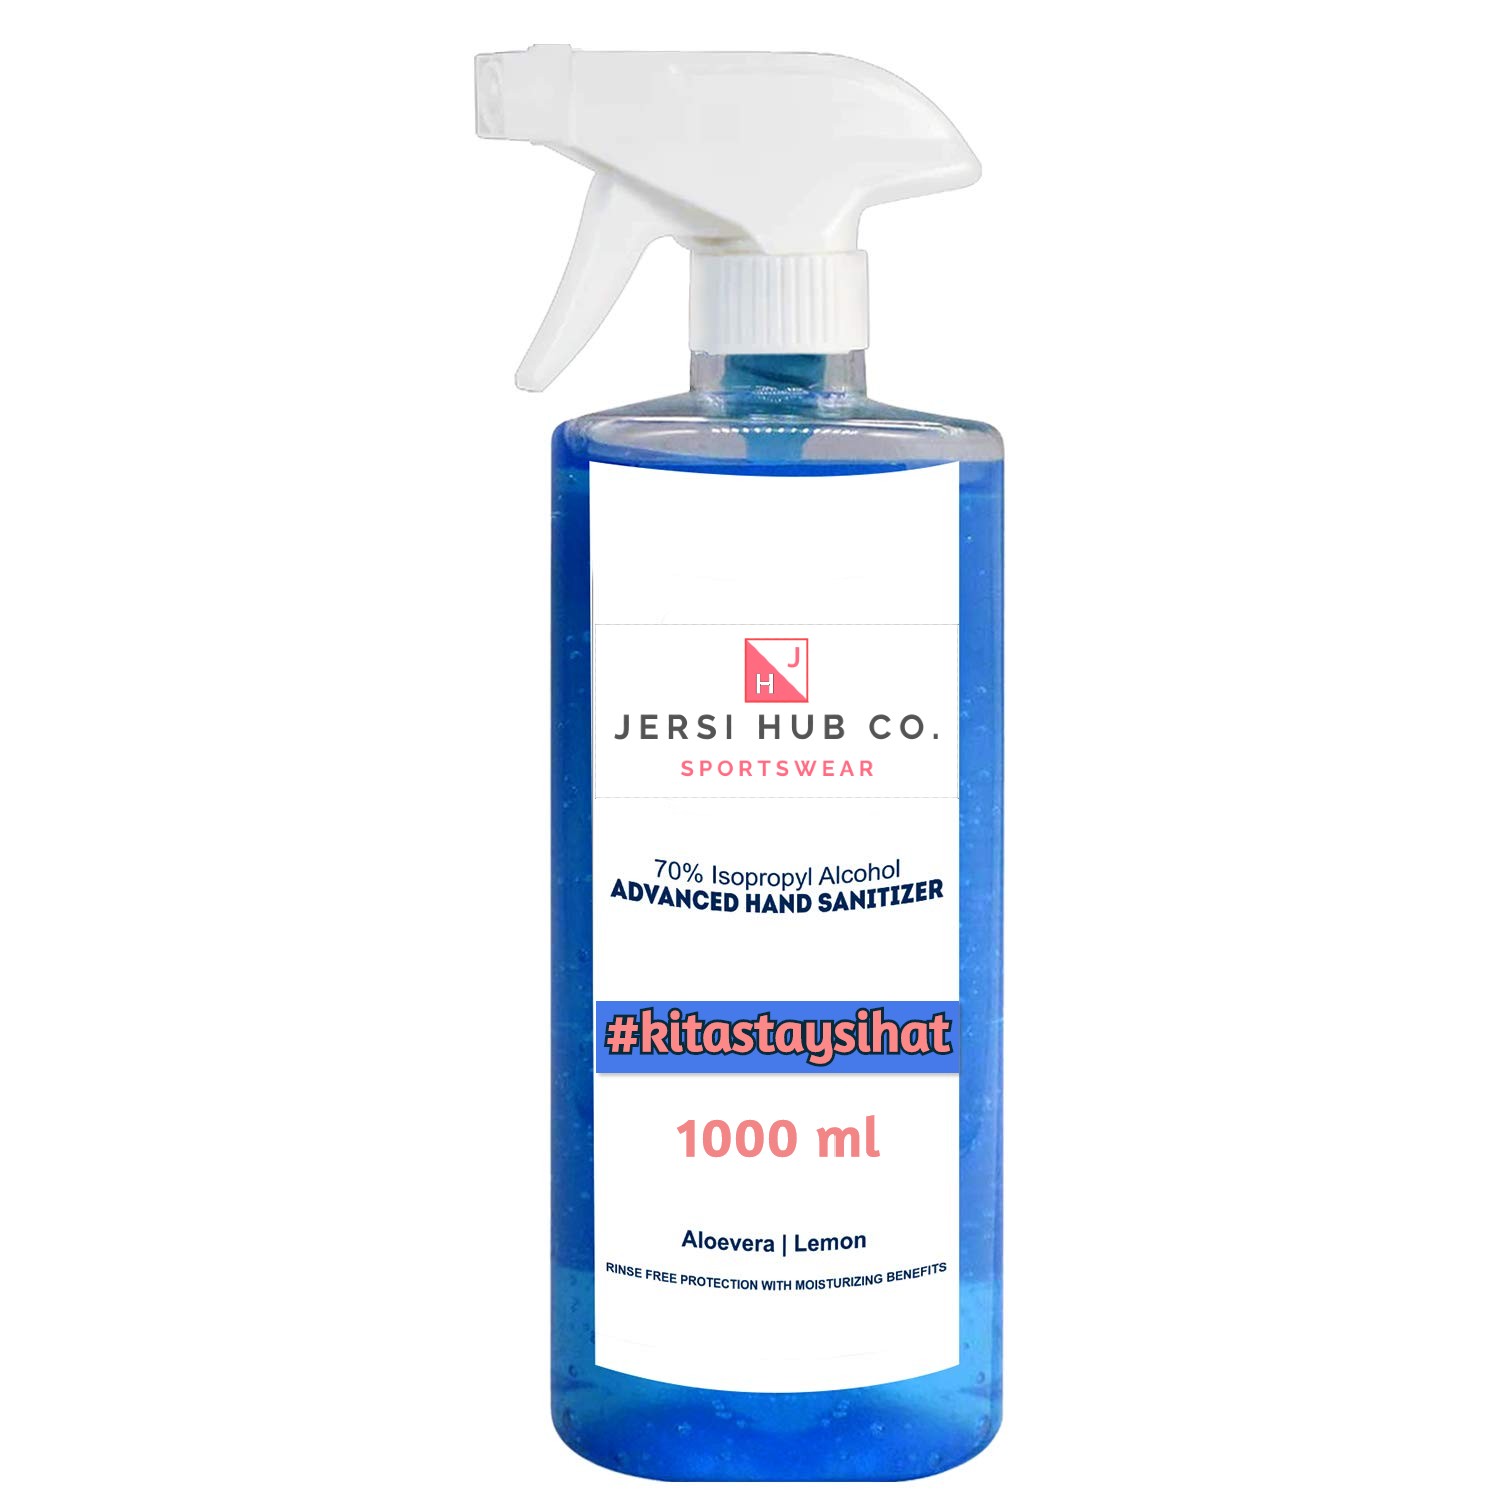 J
H
JERSI HUB CO.
SPORTSWEAR
70% Isopropyl Alcohol
ADVANCED HAND SANITIZER
#kitastaysihat
1000 ml
Aloevera | Lemon
RINSE FREE PROTECTION WITH MOISTURIZING BENEFITS